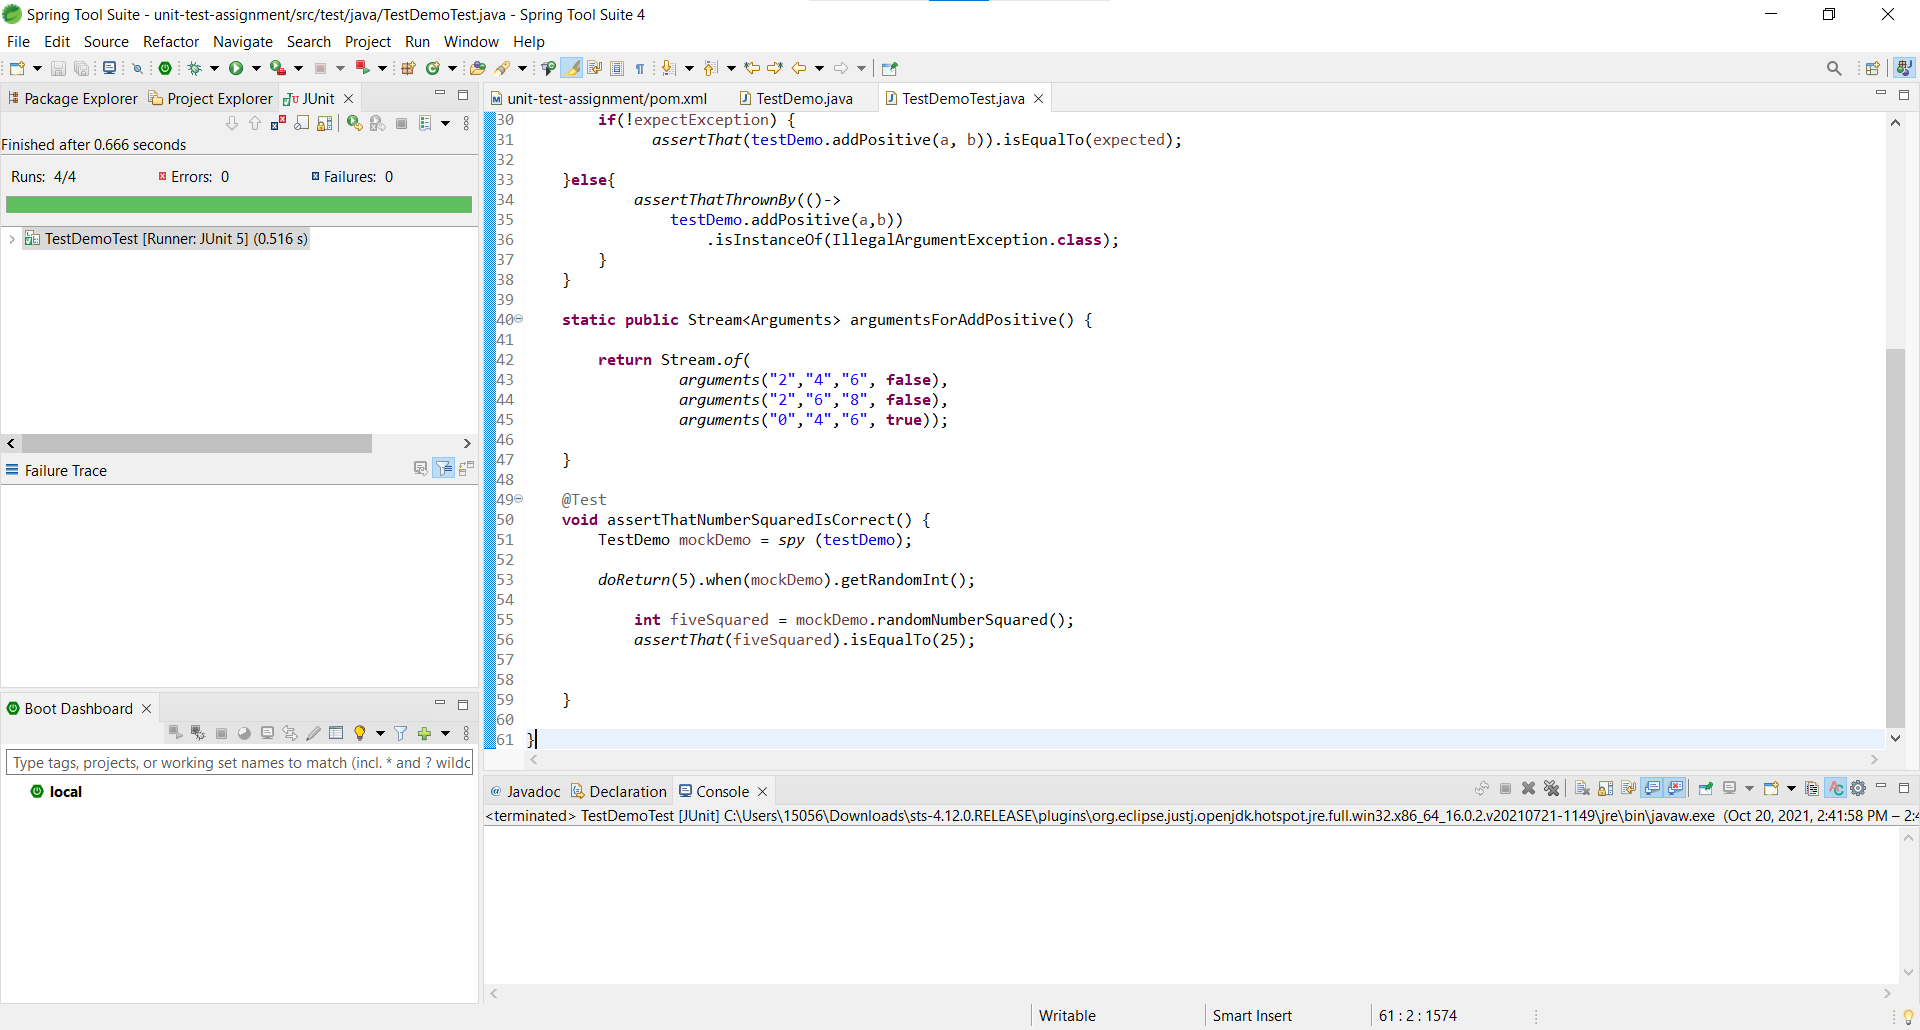 Spring Tool Suite - unit-test-assignment/src/test/java/TestDemoTest.java - Spring Tool Suite 4
File Edit Source Refactor Navigate Search Project Run Window Help
Package Explorer Project Explorer JUnit
Finished after 0.666 seconds
Runs: 4/4 Errors: 0 Failures: 0
TestDemoTest [Runner: JUnit 5] (0.516 s)
Failure Trace
Boot Dashboard
Type tags, projects, or working set names to match (incl. * and ? wildc
local
unit-test-assignment/pom.xml TestDemo.java TestDemoTest.java
30 if(!expectException) {
31 assertThat(testDemo.addPositive(a, b)).isEqualTo(expected);
32
33 }else{
34 assertThatThrownBy(()->
35 testDemo.addPositive(a,b))
36 .isInstanceOf(IllegalArgumentException.class);
37 }
38 }
39
40 static public Stream<Arguments> argumentsForAddPositive() {
41
42 return Stream.of(
43 arguments("2","4","6", false),
44 arguments("2","6","8", false),
45 arguments("0","4","6", true));
46
47 }
48
49 @Test
50 void assertThatNumberSquaredIsCorrect() {
51 TestDemo mockDemo = spy (testDemo);
52
53 doReturn(5).when(mockDemo).getRandomInt();
54
55 int fiveSquared = mockDemo.randomNumberSquared();
56 assertThat(fiveSquared).isEqualTo(25);
57
58
59 }
60
61 }
Javadoc Declaration Console
<terminated> TestDemoTest [JUnit] C:\Users\15056\Downloads\sts-4.12.0.RELEASE\plugins\org.eclipse.justj.openjdk.hotspot.jre.full.win32.x86_64_16.0.2.v20210721-1149\jre\bin\javaw.exe (Oct 20, 2021, 2:41:58 PM – 2:4
Writable Smart Insert 61 : 2 : 1574